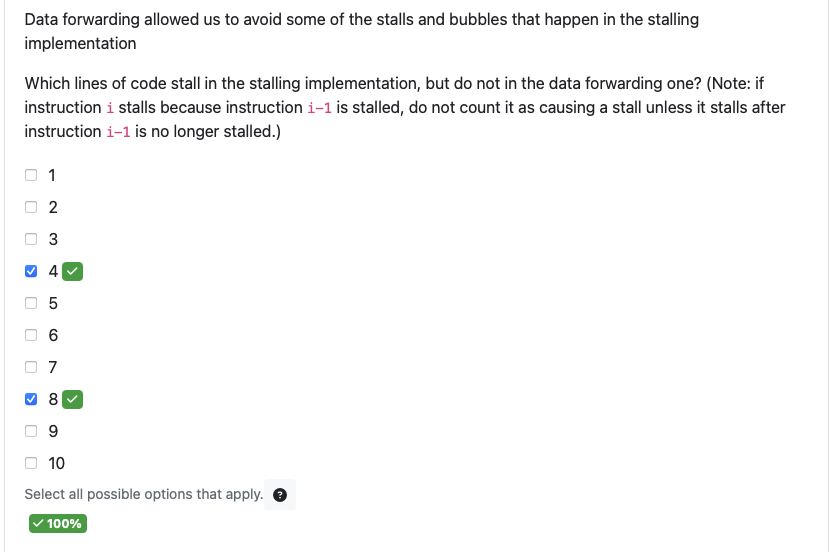 Data forwarding allowed us to avoid some of the stalls and bubbles that happen in the stalling
implementation
Which lines of code stall in the stalling implementation, but do not in the data forwarding one? (Note: if
instruction i stalls because instruction i-1 is stalled, do not count it as causing a stall unless it stalls after
instruction i-1 is no longer stalled.)
1
2
3
4
5
6
7
8
9
10
Select all possible options that apply. ?
100%